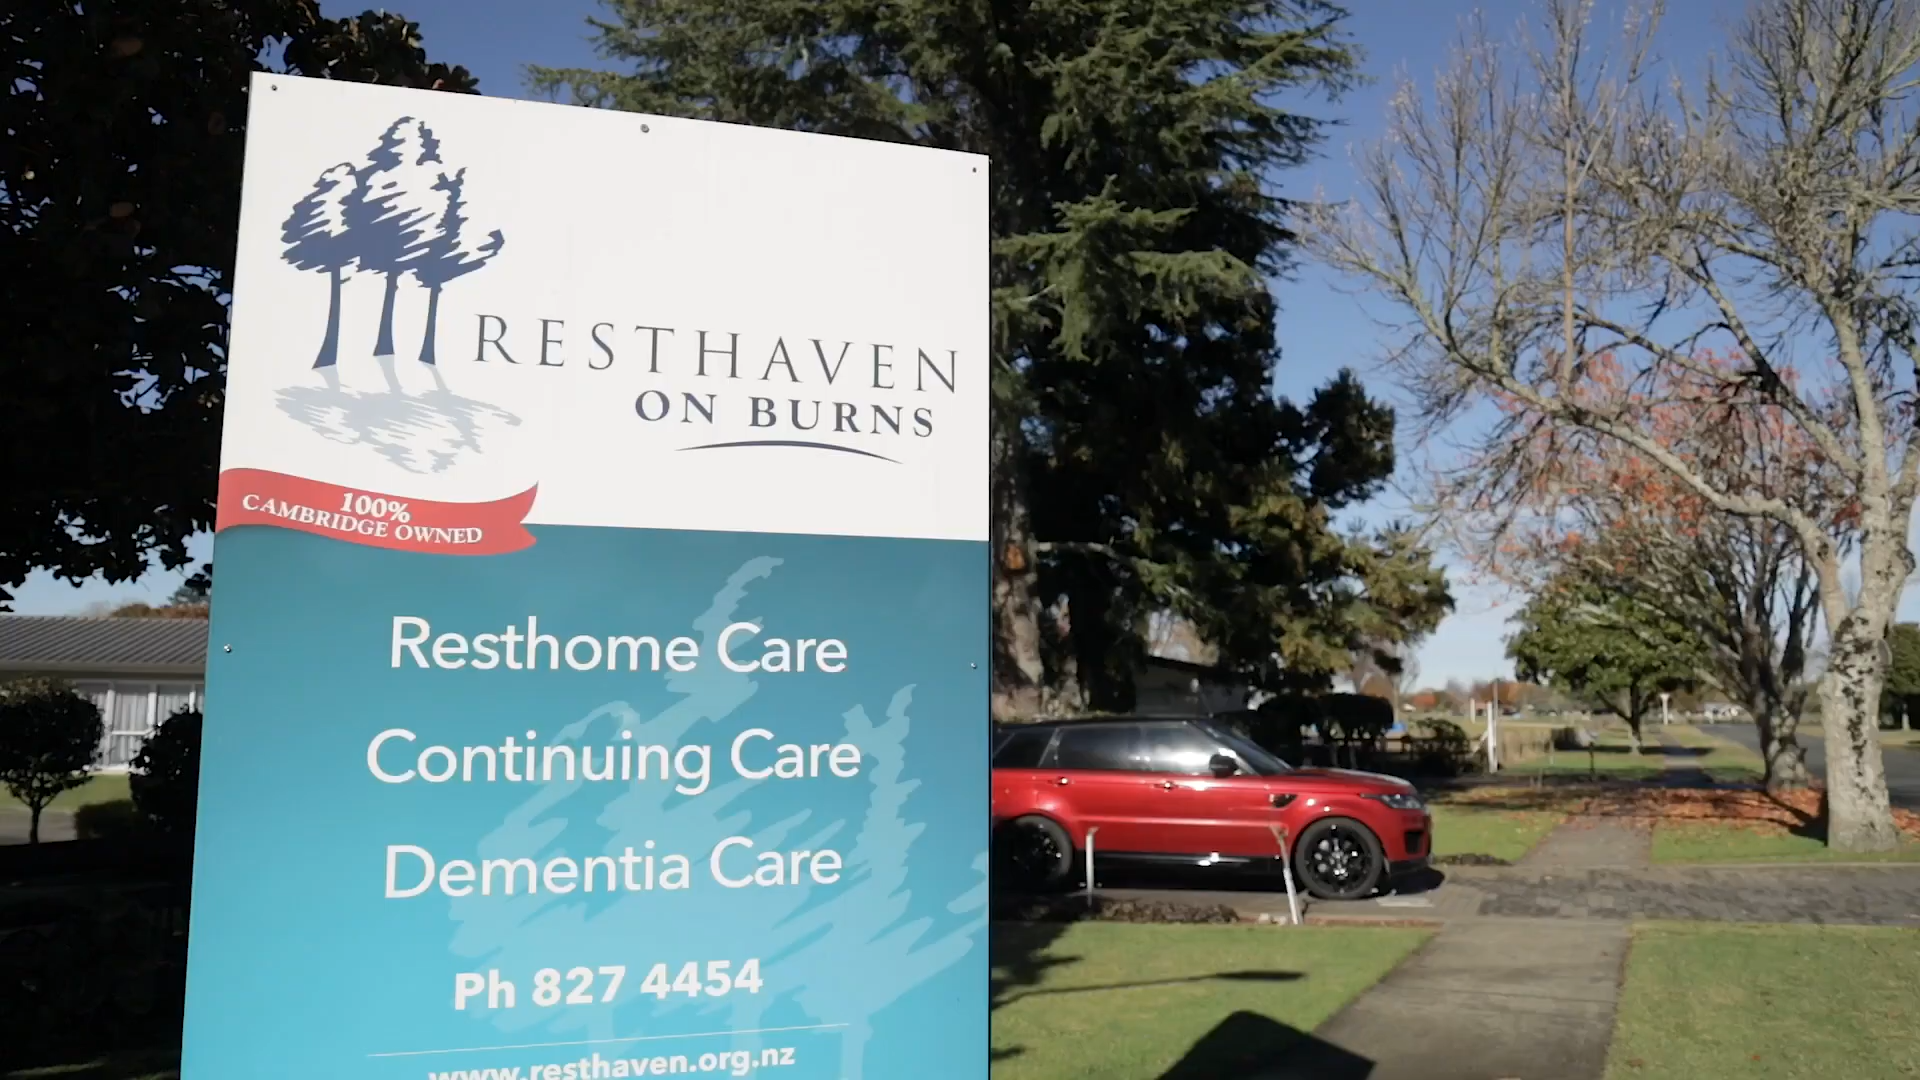 RESTHAVEN
ON BURNS
100%
CAMBRIDGE OWNED
Resthome Care
Continuing Care
Dementia Care
Ph 827 4454
www.resthaven.org.nz